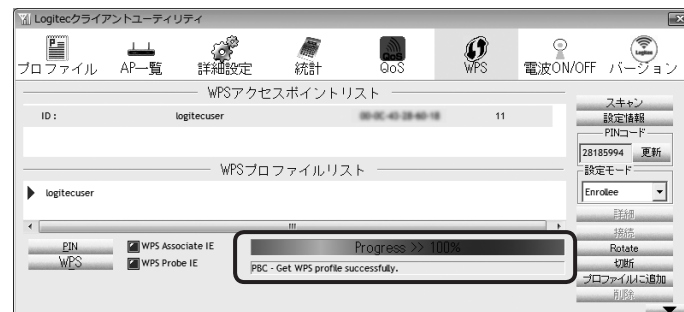 Logitecクライアントユーティリティ
プロファイル AP一覧 詳細設定 統計 QoS WPS 電波ON/OFF バージョン
WPSアクセスポイントリスト
ID : logitecuser 11
WPSプロファイルリスト
logitecuser
PIN
WPS
WPS Associate IE
WPS Probe IE
Progress >> 100%
PBC - Get WPS profile successfully.
スキャン
設定情報
PINコード
28185994 更新
設定モード
Enrollee
詳細
接続
Rotate
切断
プロファイルに追加
削除